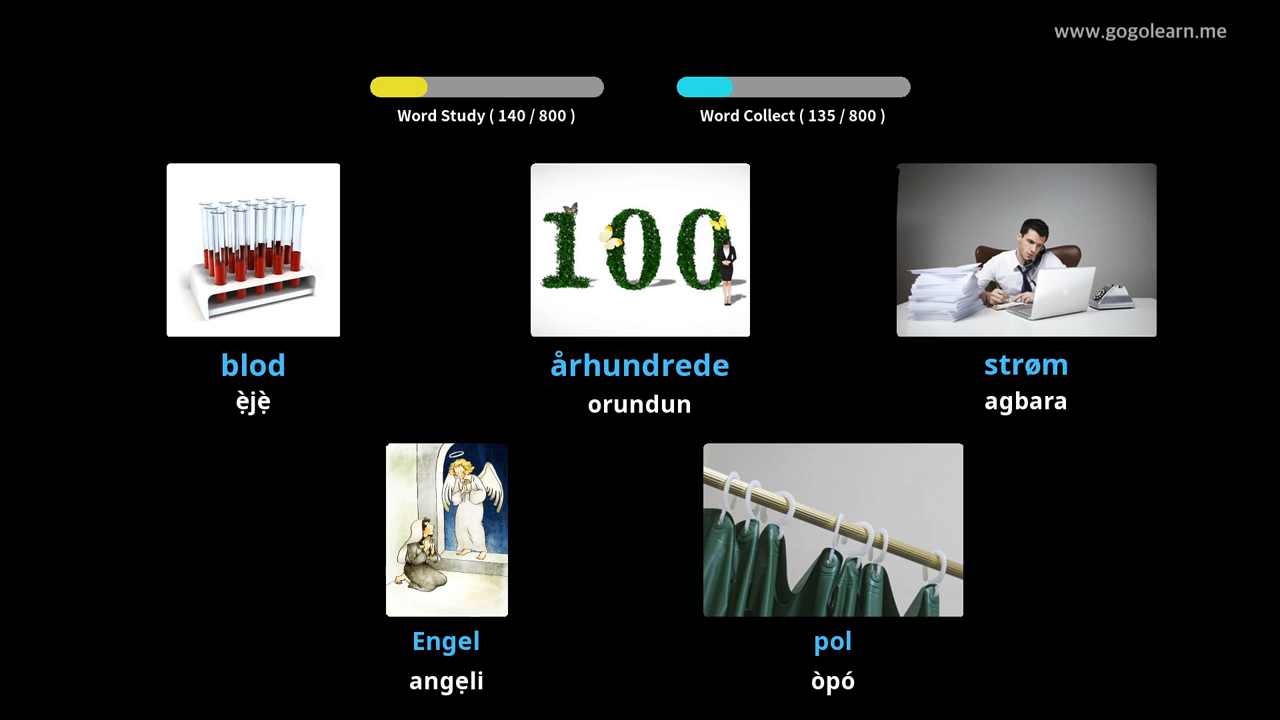 www.gogolearn.me
Word Study ( 140 / 800 )
Word Collect ( 135 / 800 )
100
blod
århundrede
strøm
ẹ̀jẹ̀
orundun
agbara
Engel
pol
angẹli
òpó